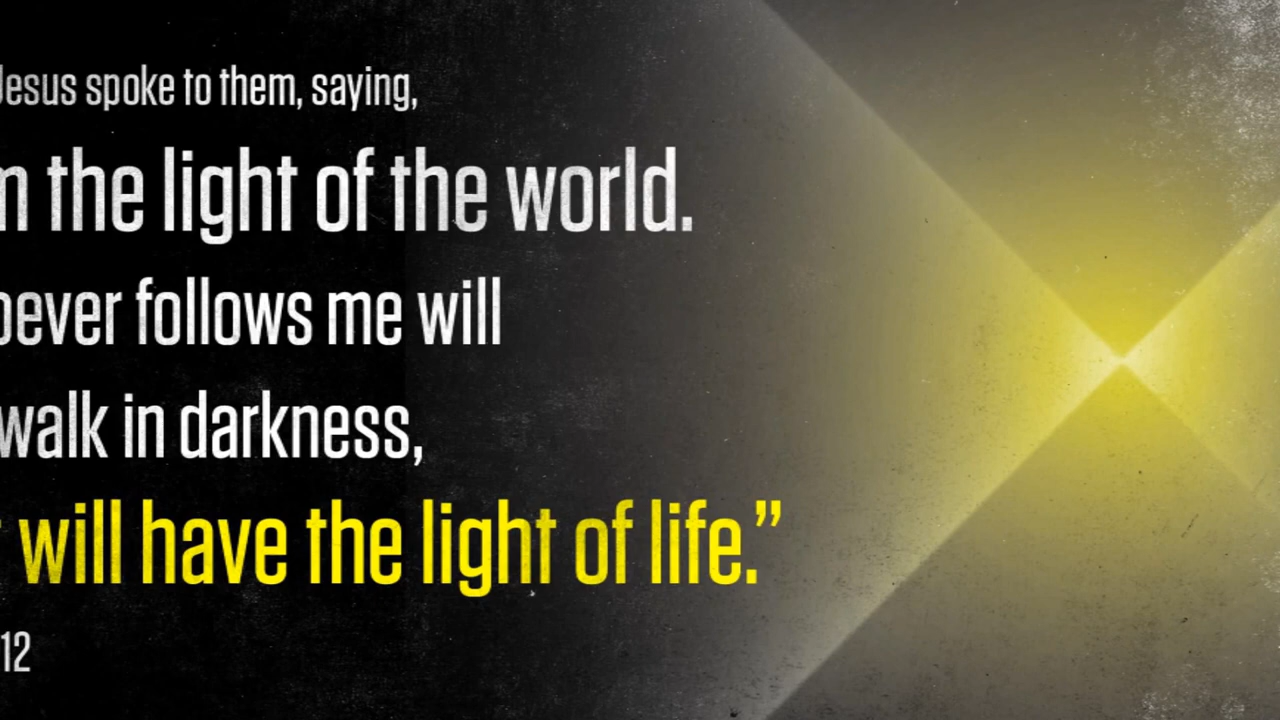 Jesus spoke to them, saying,
m the light of the world.
oever follows me will
walk in darkness,
will have the light of life.”
12